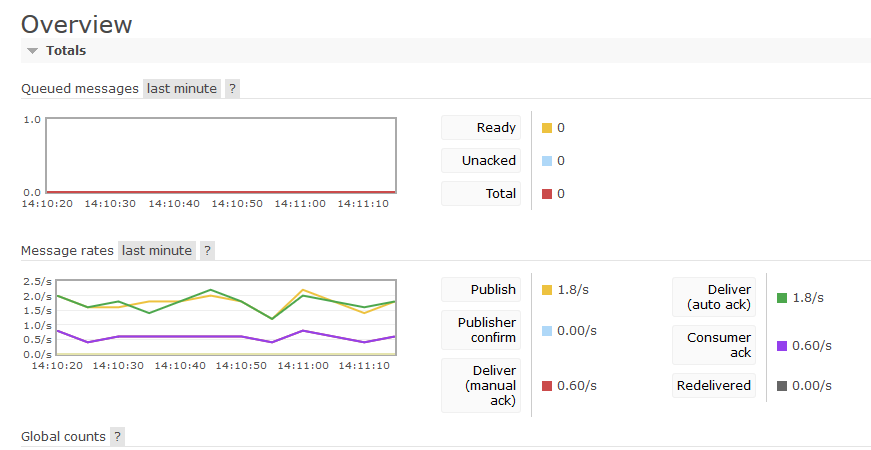 Overview
Totals
Queued messages last minute ?
1.0
0.0
14:10:20 14:10:30 14:10:40 14:10:50 14:11:00 14:11:10
Ready 0
Unacked 0
Total 0
Message rates last minute ?
2.5/s
2.0/s
1.5/s
1.0/s
0.5/s
0.0/s
14:10:20 14:10:30 14:10:40 14:10:50 14:11:00 14:11:10
Publish 1.8/s
Publisher
confirm 0.00/s
Deliver
(manual
ack) 0.60/s
Deliver
(auto ack) 1.8/s
Consumer
ack 0.60/s
Redelivered 0.00/s
Global counts ?